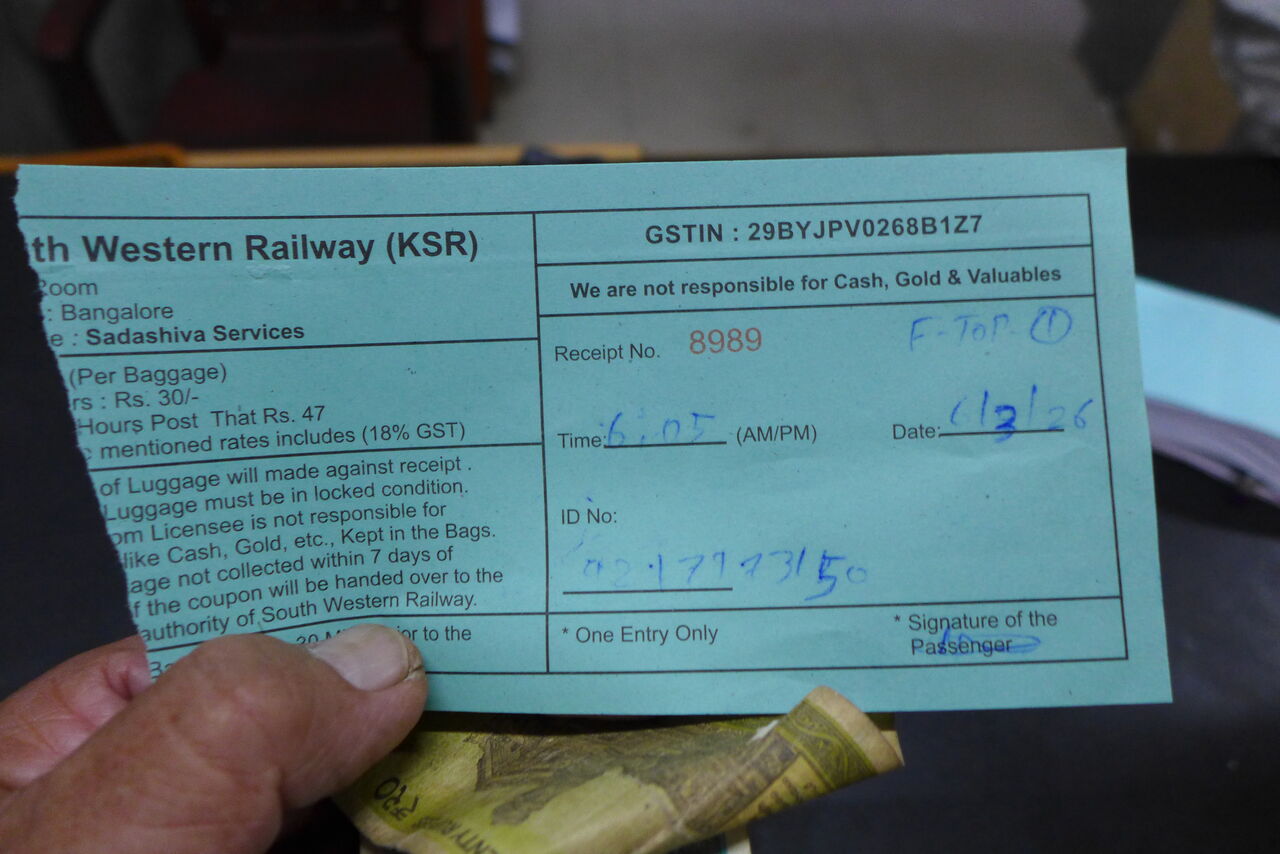 th Western Railway (KSR)
Room
: Bangalore
e : Sadashiva Services
(Per Baggage)
rs : Rs. 30/-
Hours Post That Rs. 47
mentioned rates includes (18% GST)
of Luggage will made against receipt .
Luggage must be in locked condition.
om Licensee is not responsible for
like Cash, Gold, etc., Kept in the Bags.
age not collected within 7 days of
f the coupon will be handed over to the
authority of South Western Railway.
ior to the
GSTIN : 29BYJPV0268B1Z7
We are not responsible for Cash, Gold & Valuables
Receipt No. 8989 F-TOP-①
Time: 6:05 (AM/PM) Date: 6/3/26
ID No:
* One Entry Only
* Signature of the
Passenger
₹20